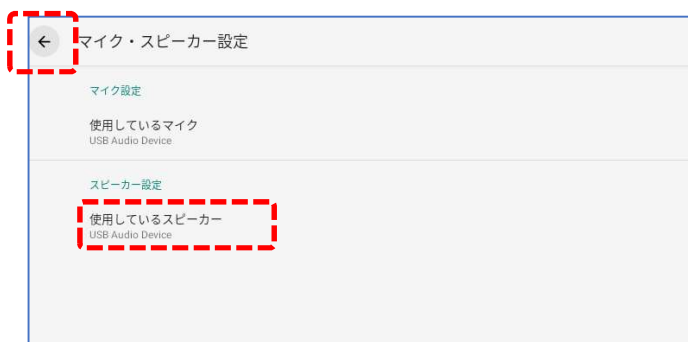 マイク・スピーカー設定
マイク設定
使用しているマイク
USB Audio Device
スピーカー設定
使用しているスピーカー
USB Audio Device